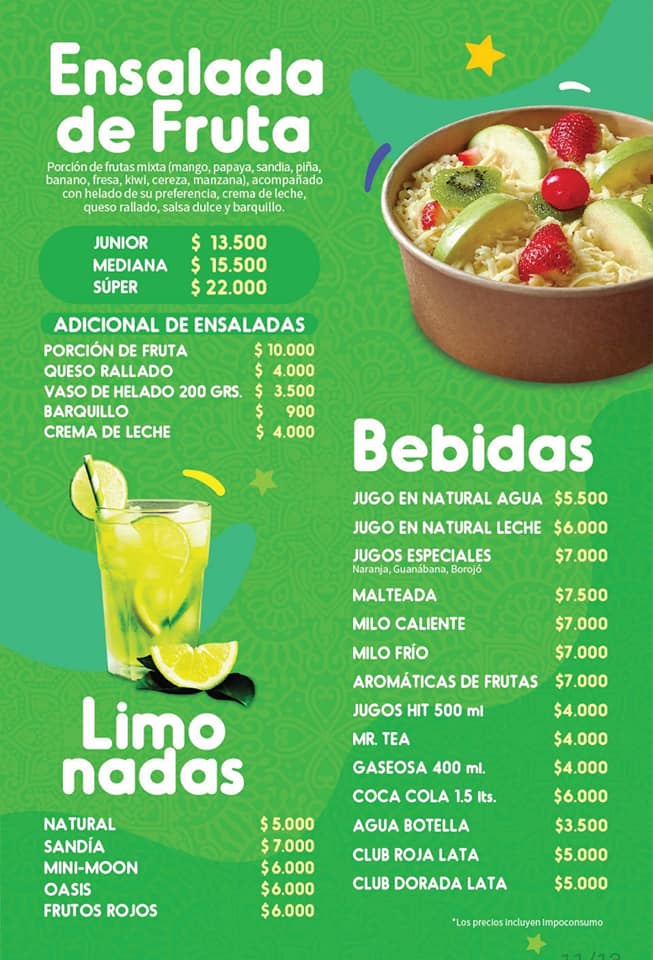 Ensalada
de Fruta
Porción de frutas mixta (mango, papaya, sandia, piña,
banano, fresa, kiwi, cereza, manzana), acompañado
con helado de su preferencia, crema de leche,
queso rallado, salsa dulce y barquillo.
JUNIOR $ 13.500
MEDIANA $ 15.500
SÚPER $ 22.000
ADICIONAL DE ENSALADAS
PORCIÓN DE FRUTA $ 10.000
QUESO RALLADO $ 4.000
VASO DE HELADO 200 GRS. $ 3.500
BARQUILLO $ 900
CREMA DE LECHE $ 4.000
Limo
nadas
NATURAL $ 5.000
SANDÍA $ 7.000
MINI-MOON $ 6.000
OASIS $ 6.000
FRUTOS ROJOS $ 6.000
Bebidas
JUGO EN NATURAL AGUA $5.500
JUGO EN NATURAL LECHE $6.000
JUGOS ESPECIALES $7.000
Naranja, Guanábana, Borojó
MALTEADA $7.500
MILO CALIENTE $7.000
MILO FRÍO $7.000
AROMÁTICAS DE FRUTAS $7.000
JUGOS HIT 500 ml $4.000
MR. TEA $4.000
GASEOSA 400 ml. $4.000
COCA COLA 1.5 lts. $6.000
AGUA BOTELLA $3.500
CLUB ROJA LATA $5.000
CLUB DORADA LATA $5.000
*Los precios incluyen Impoconsumo